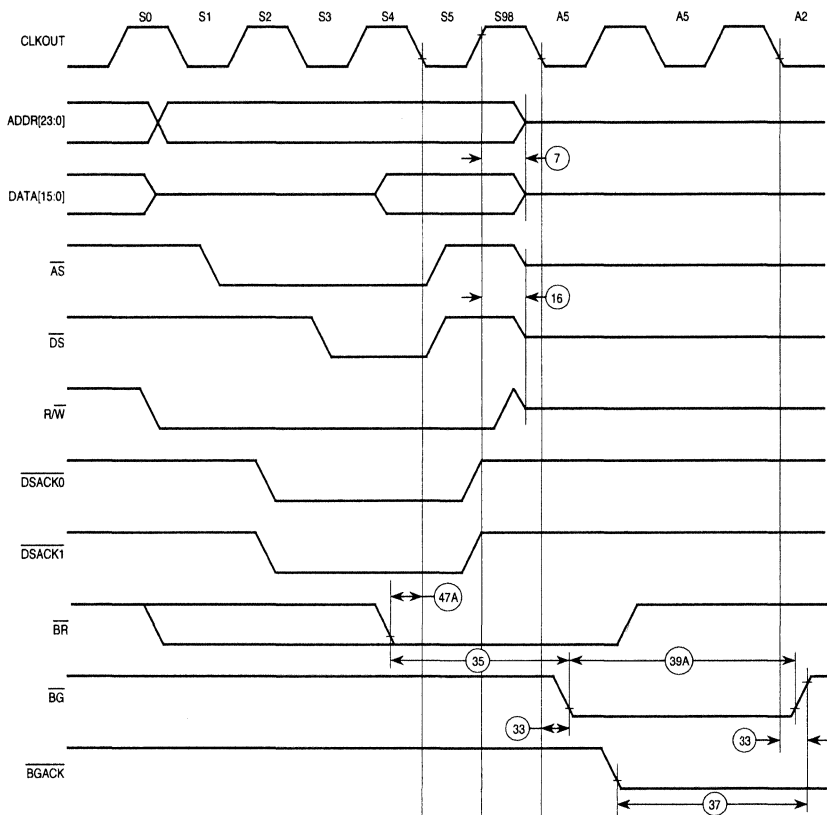 S0 S1 S2 S3 S4 S5 S98 A5 A5 A2
CLKOUT
ADDR[23:0]
7
DATA[15:0]
AS
16
DS
R/W
DSACK0
DSACK1
47A
BR
35 39A
BG
33 33
BGACK
37